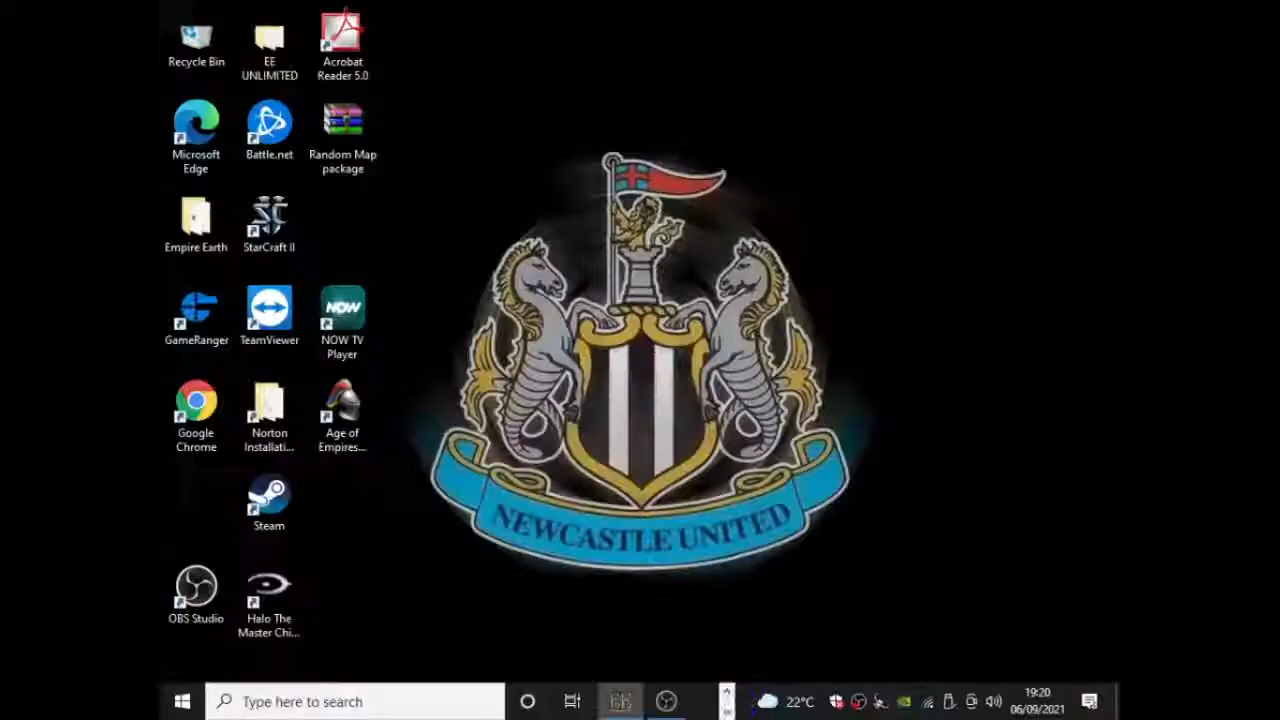 Recycle Bin
EE
UNLIMITED
Acrobat
Reader 5.0
Microsoft
Edge
Battle.net
Random Map
package
Empire Earth
StarCraft II
GameRanger
TeamViewer
NOW
NOW TV
Player
Google
Chrome
Norton
Installati...
Age of
Empires...
Steam
OBS Studio
Halo The
Master Chi...
NEWCASTLE UNITED
Type here to search
22°C
19:20
06/09/2021